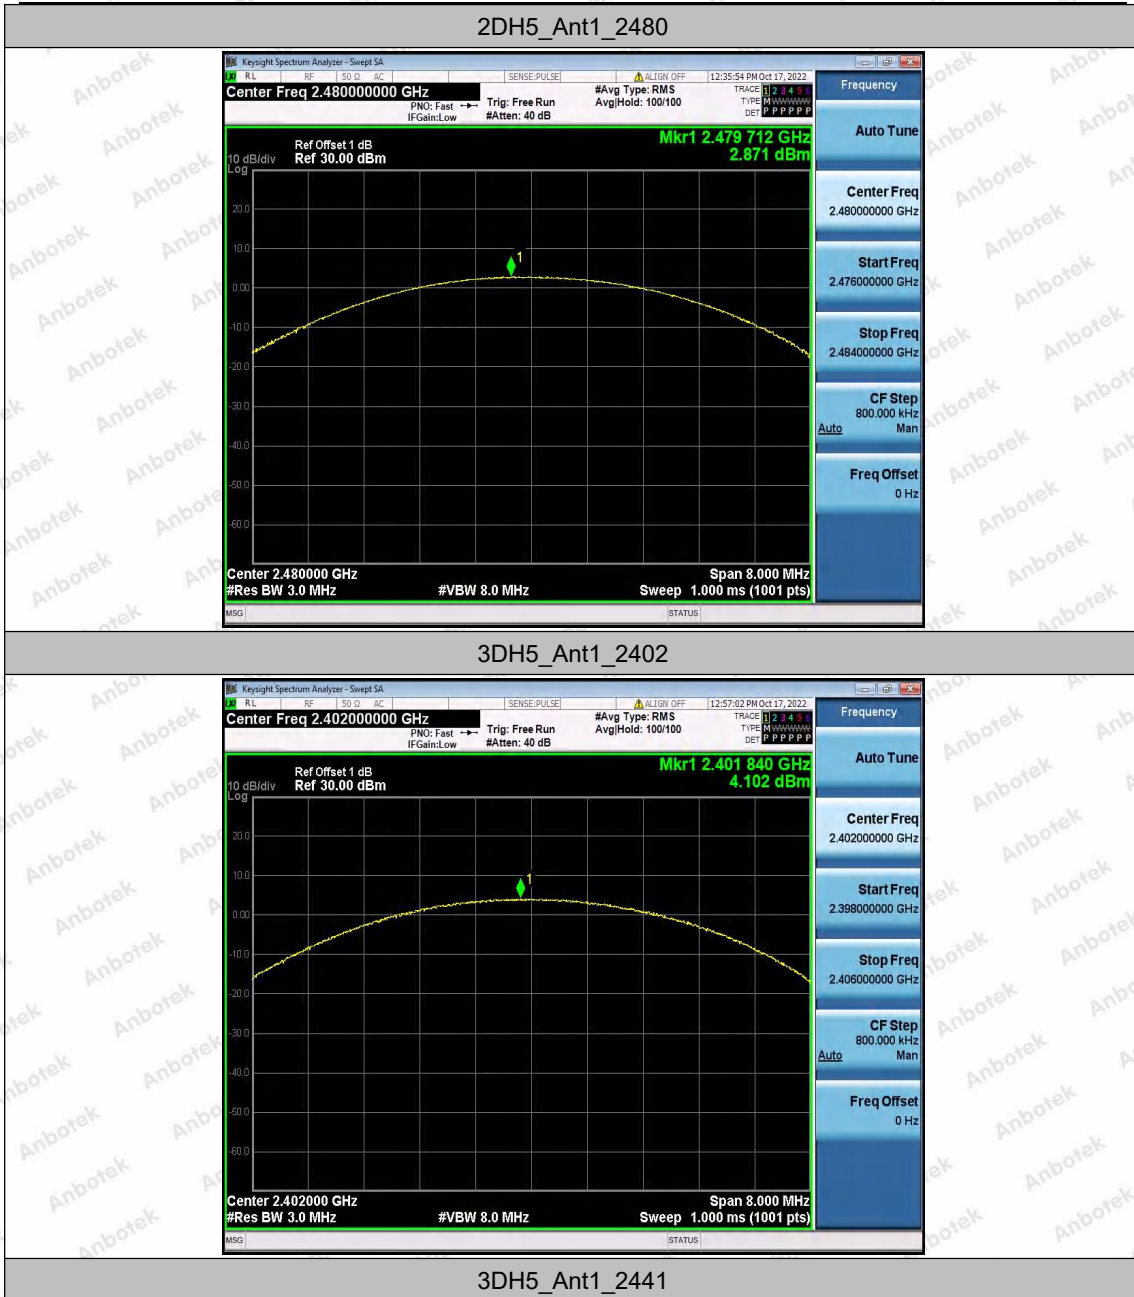 2DH5_Ant1_2480
Keysight Spectrum Analyzer - Swept SA
RL RF 50 Ω AC SENSE:PULSE ALIGN OFF 12:35:54 PM Oct 17, 2022
Center Freq 2.480000000 GHz #Avg Type: RMS TRACE 1 2 3 4 5 6
PNO: Fast Trig: Free Run Avg|Hold: 100/100 TYPE M W W W W W
IFGain:Low #Atten: 40 dB DET P P P P P P
Frequency
Auto Tune
Mkr1 2.479 712 GHz
2.871 dBm
Ref Offset 1 dB
10 dB/div Ref 30.00 dBm
Log
20.0
10.0
0.00
-10.0
-20.0
-30.0
-40.0
-50.0
-60.0
1
Center Freq
2.480000000 GHz
Start Freq
2.476000000 GHz
Stop Freq
2.484000000 GHz
CF Step
800.000 kHz
Auto Man
Freq Offset
0 Hz
Center 2.480000 GHz Span 8.000 MHz
#Res BW 3.0 MHz #VBW 8.0 MHz Sweep 1.000 ms (1001 pts)
MSG STATUS
3DH5_Ant1_2402
Keysight Spectrum Analyzer - Swept SA
RL RF 50 Ω AC SENSE:PULSE ALIGN OFF 12:57:02 PM Oct 17, 2022
Center Freq 2.402000000 GHz #Avg Type: RMS TRACE 1 2 3 4 5 6
PNO: Fast Trig: Free Run Avg|Hold: 100/100 TYPE M W W W W W
IFGain:Low #Atten: 40 dB DET P P P P P P
Frequency
Auto Tune
Mkr1 2.401 840 GHz
4.102 dBm
Ref Offset 1 dB
10 dB/div Ref 30.00 dBm
Log
20.0
10.0
0.00
-10.0
-20.0
-30.0
-40.0
-50.0
-60.0
1
Center Freq
2.402000000 GHz
Start Freq
2.398000000 GHz
Stop Freq
2.406000000 GHz
CF Step
800.000 kHz
Auto Man
Freq Offset
0 Hz
Center 2.402000 GHz Span 8.000 MHz
#Res BW 3.0 MHz #VBW 8.0 MHz Sweep 1.000 ms (1001 pts)
MSG STATUS
3DH5_Ant1_2441
Anbotek